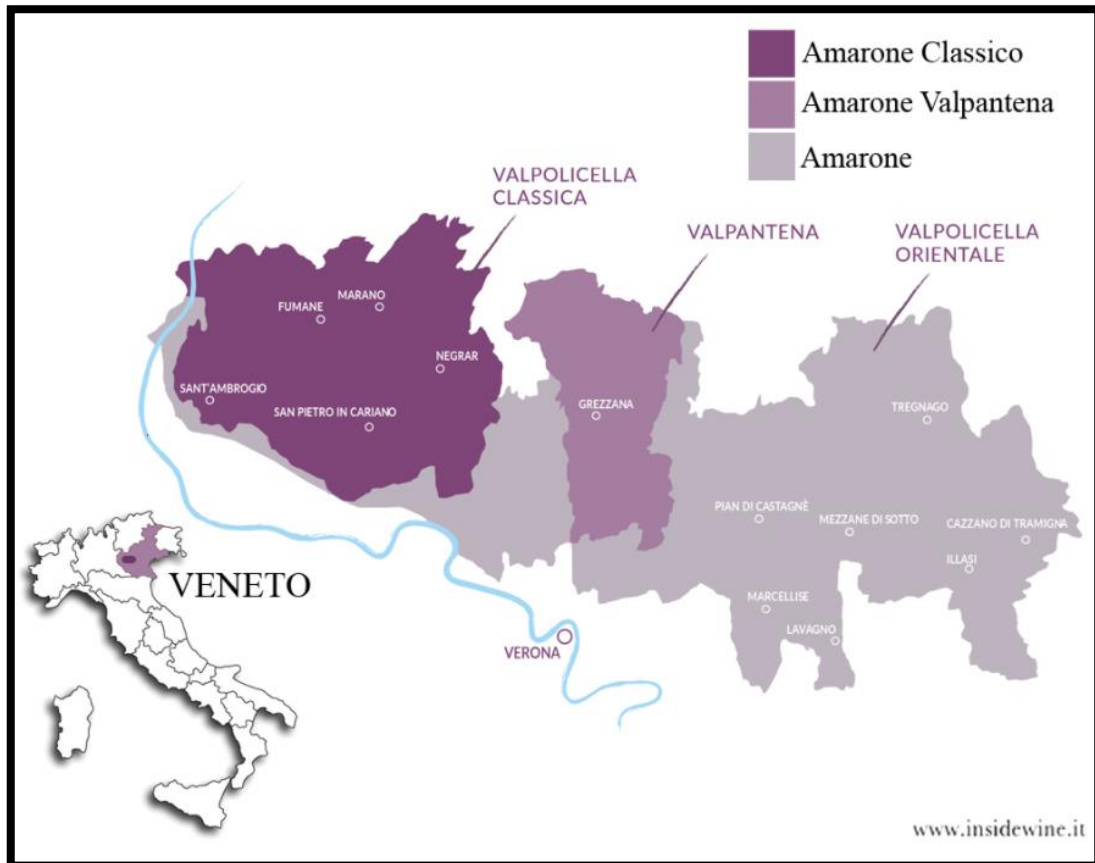 Amarone Classico
Amarone Valpantena
Amarone
VALPOLICELLA
CLASSICA
VALPANTENA
VALPOLICELLA
ORIENTALE
MARANO
FUMANE
NEGRAR
SANT'AMBROGIO
SAN PIETRO IN CARIANO
GREZZANA
TREGNAGO
PIAN DI CASTAGNÈ
MEZZANE DI SOTTO
CAZZANO DI TRAMIGNA
ILLASI
MARCELLISE
LAVAGNO
VERONA
VENETO
www.insidewine.it